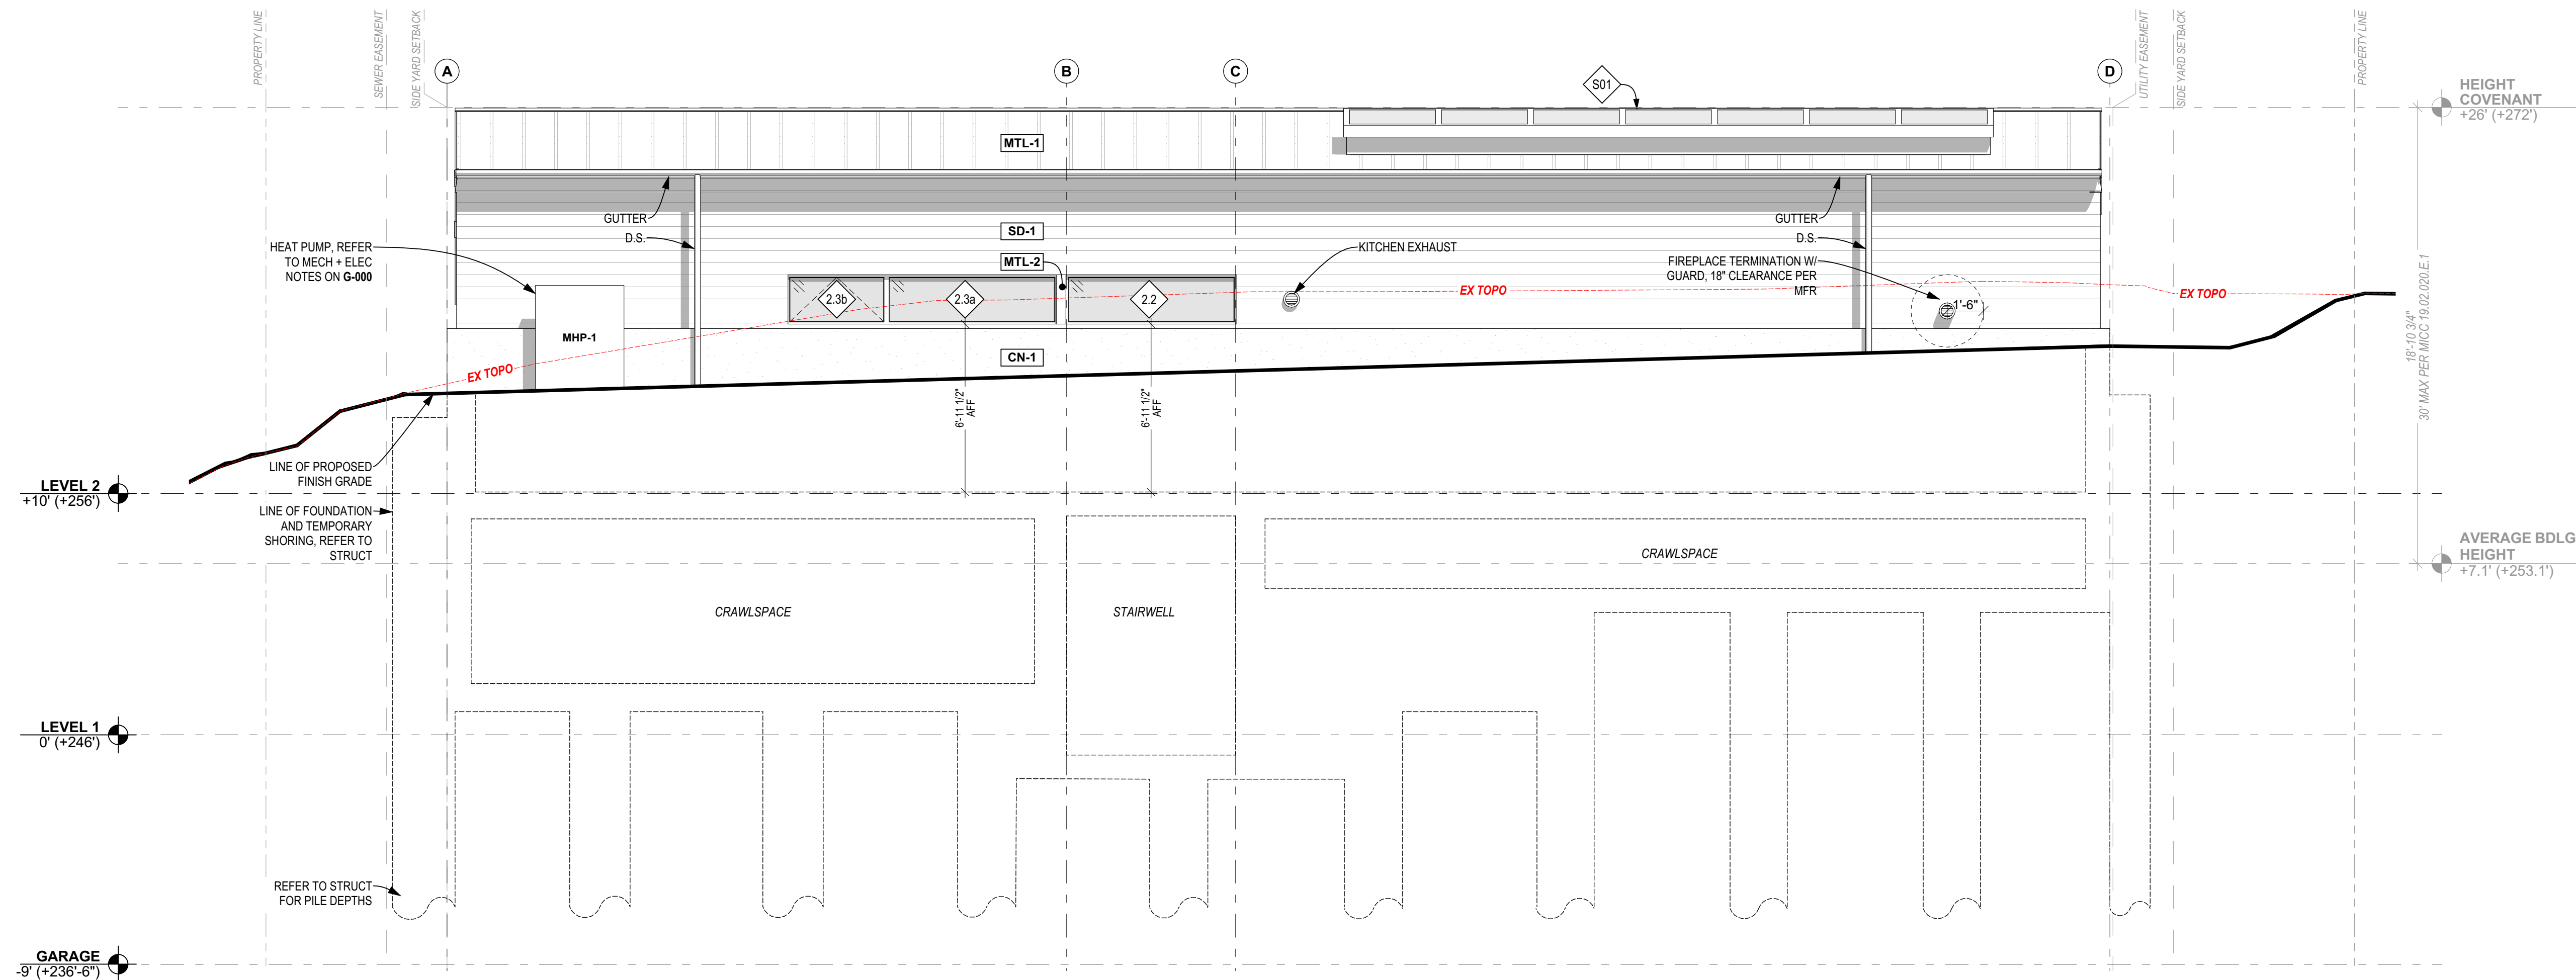 PROPERTY LINE
SEWER EASEMENT
SIDE YARD SETBACK
A
B
C
D
UTILITY EASEMENT
SIDE YARD SETBACK
PROPERTY LINE
S01
HEIGHT
COVENANT
+26' (+272')
MTL-1
GUTTER
D.S.
SD-1
MTL-2
KITCHEN EXHAUST
GUTTER
D.S.
HEAT PUMP, REFER
TO MECH + ELEC
NOTES ON G-000
FIREPLACE TERMINATION W/
GUARD, 18" CLEARANCE PER
MFR
1'-6"
2.3b
2.3a
2.2
EX TOPO
EX TOPO
EX TOPO
MHP-1
CN-1
18'-10 3/4"
30' MAX PER MICC 19.02.020.E.1
6'-11 1/2"
AFF
6'-11 1/2"
AFF
LINE OF PROPOSED
FINISH GRADE
LEVEL 2
+10' (+256')
LINE OF FOUNDATION
AND TEMPORARY
SHORING, REFER TO
STRUCT
CRAWLSPACE
STAIRWELL
CRAWLSPACE
AVERAGE BDLG
HEIGHT
+7.1' (+253.1')
LEVEL 1
0' (+246')
REFER TO STRUCT
FOR PILE DEPTHS
GARAGE
-9' (+236'-6")